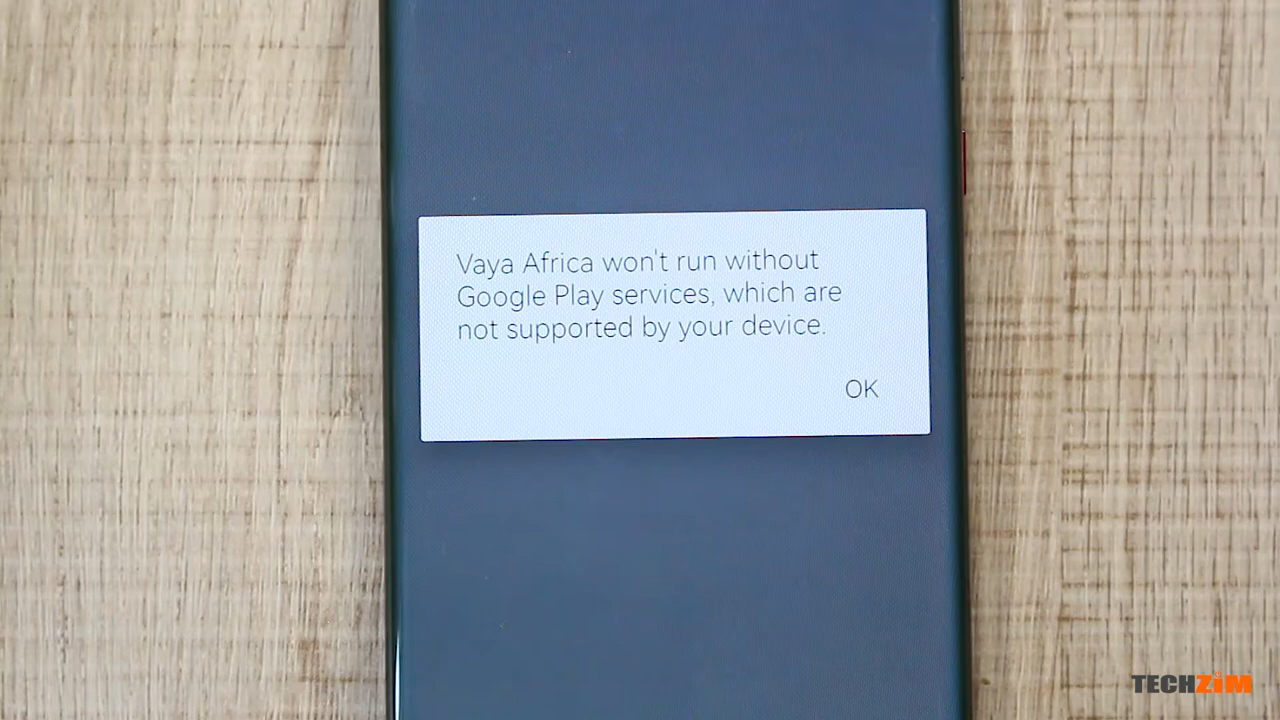 Vaya Africa won't run without
Google Play services, which are
not supported by your device.
OK
TECHZiM